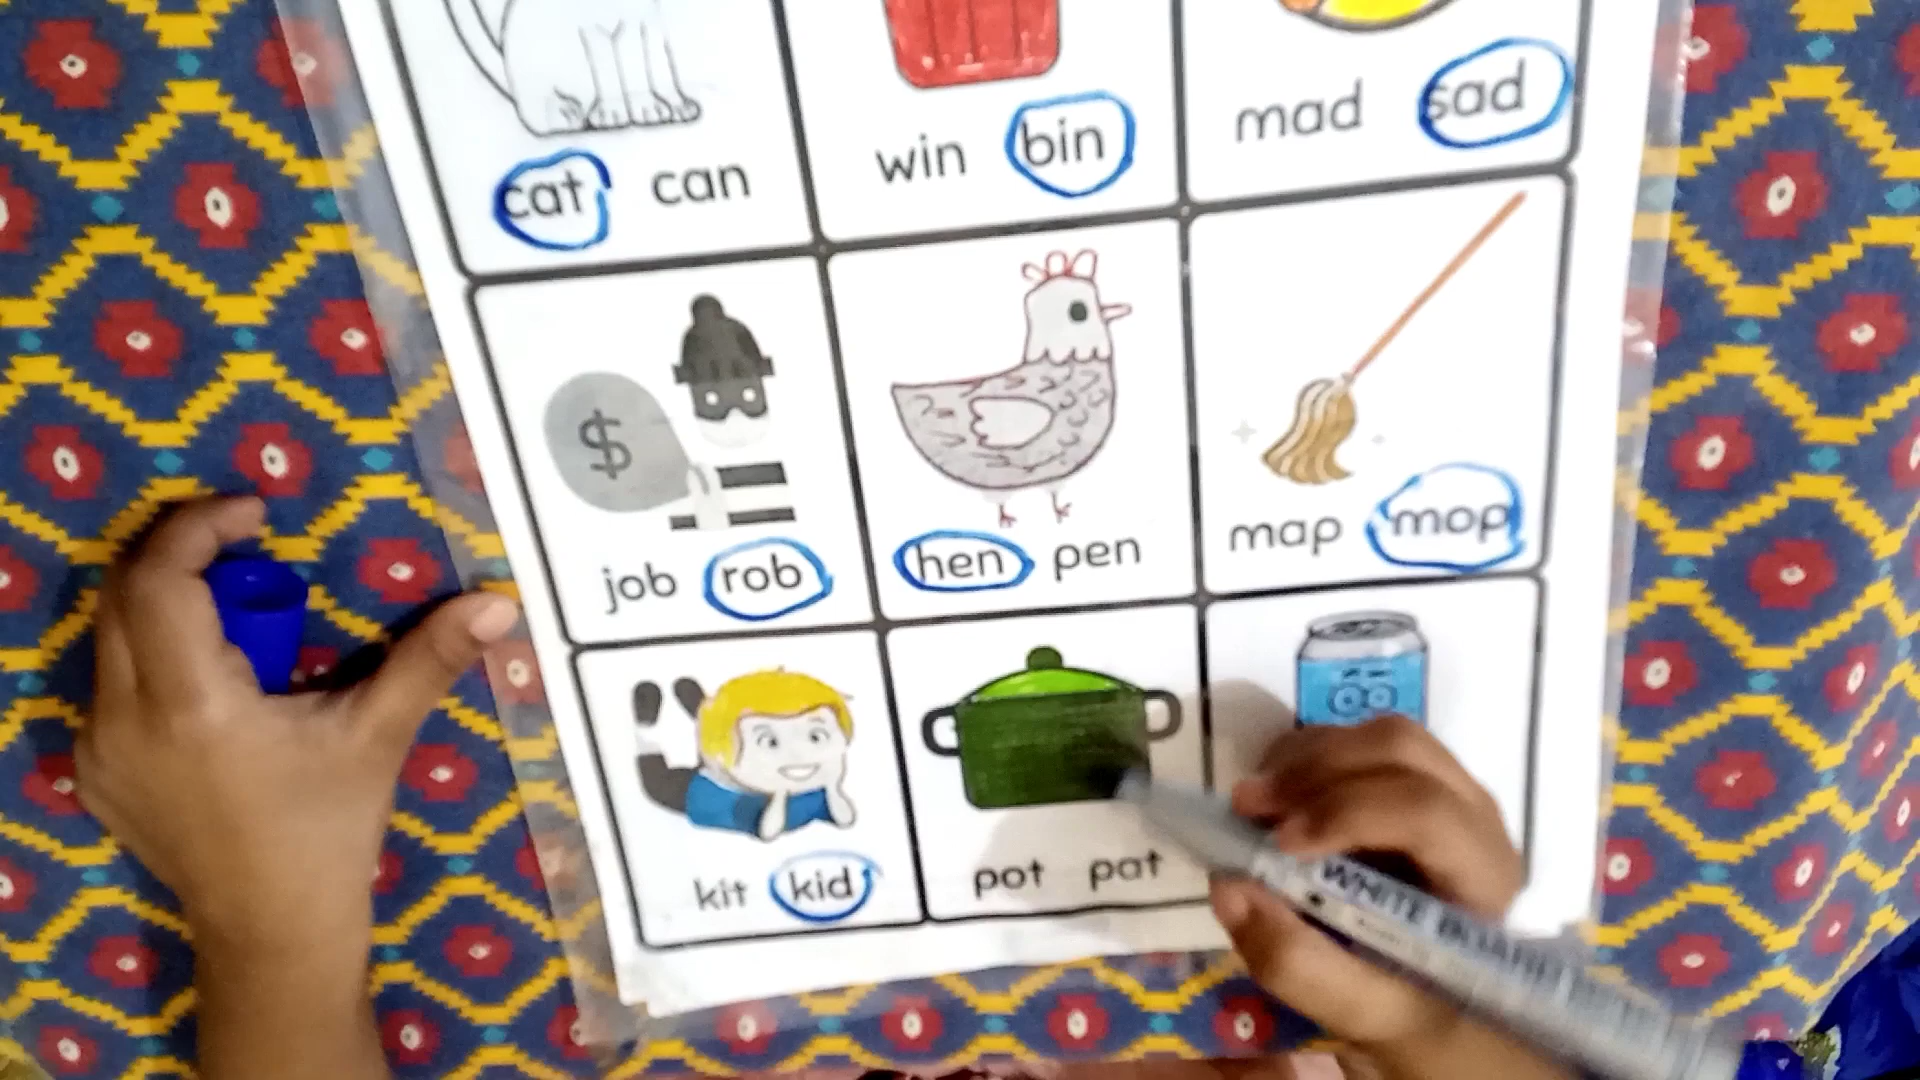 cat can
win bin
mad sad
$
job rob
hen pen
map mop
kit kid
pot pat
WHITE BOARD